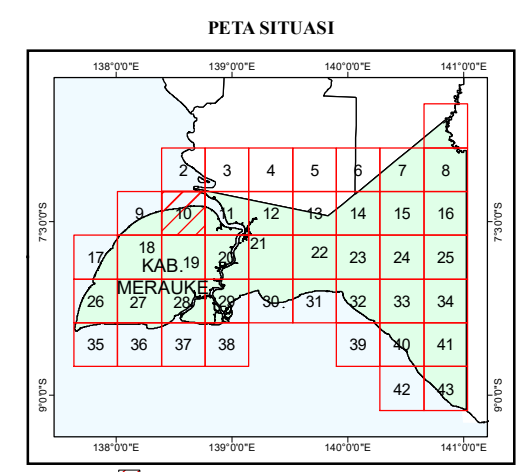 PETA SITUASI
138°0'0"E 139°0'0"E 140°0'0"E 141°0'0"E
2 3 4 5 6 7 8
9 10 11 12 13 14 15 16
7°30'0"S 7°30'0"S
17 18 19 20 21 22 23 24 25
KAB.
MERAUKE
26 27 28 29 30 31 32 33 34
35 36 37 38 39 40 41
9°0'0"S 42 43 9°0'0"S
138°0'0"E 139°0'0"E 140°0'0"E 141°0'0"E